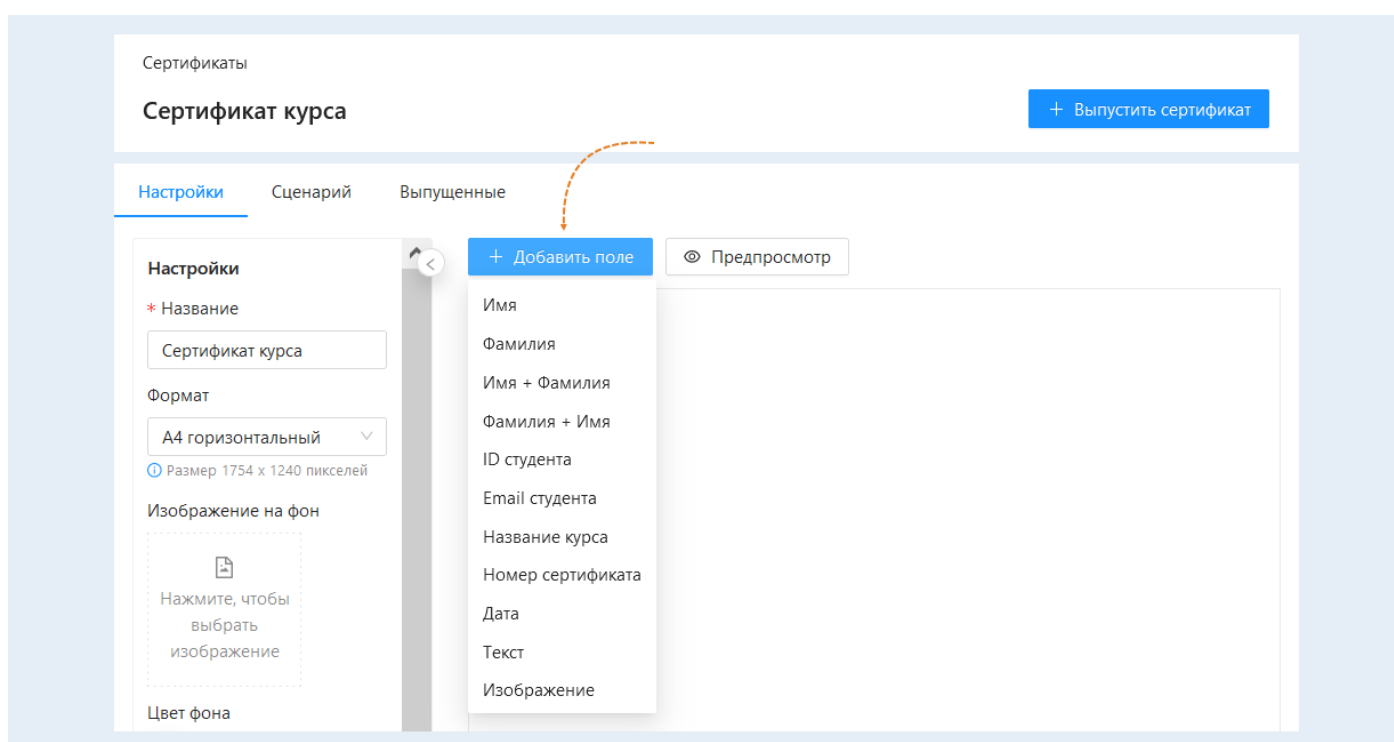 Сертификаты
Сертификат курса
+ Выпустить сертификат
Настройки Сценарий Выпущенные
Настройки
* Название
Сертификат курса
Формат
А4 горизонтальный
Размер 1754 x 1240 пикселей
Изображение на фон
Нажмите, чтобы
выбрать
изображение
Цвет фона
+ Добавить поле
Предпросмотр
Имя
Фамилия
Имя + Фамилия
Фамилия + Имя
ID студента
Email студента
Название курса
Номер сертификата
Дата
Текст
Изображение